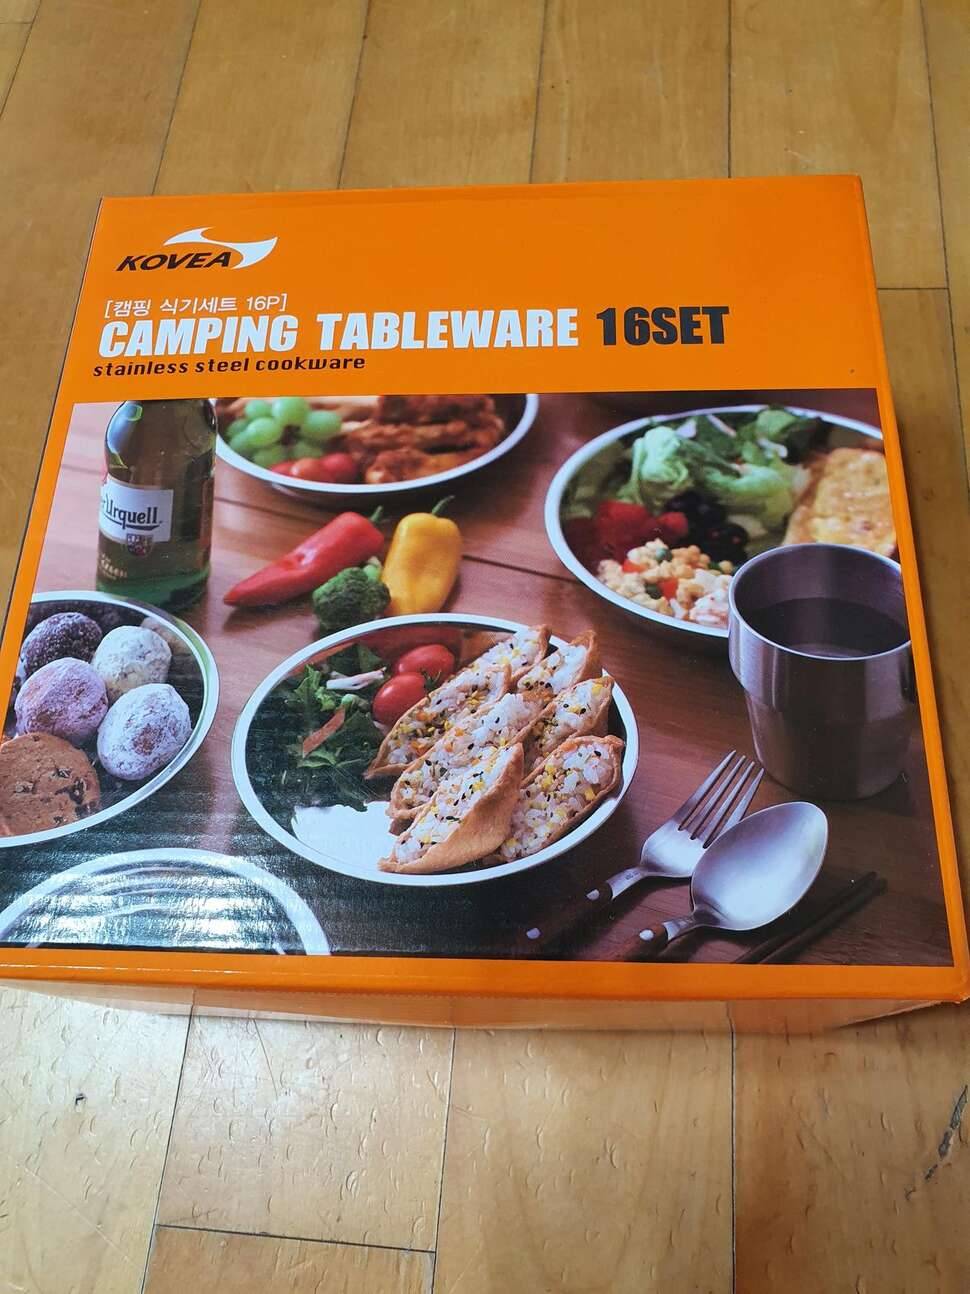 KOVEA
[캠핑 식기세트 16P]
CAMPING TABLEWARE 16SET
stainless steel cookware
Urquell